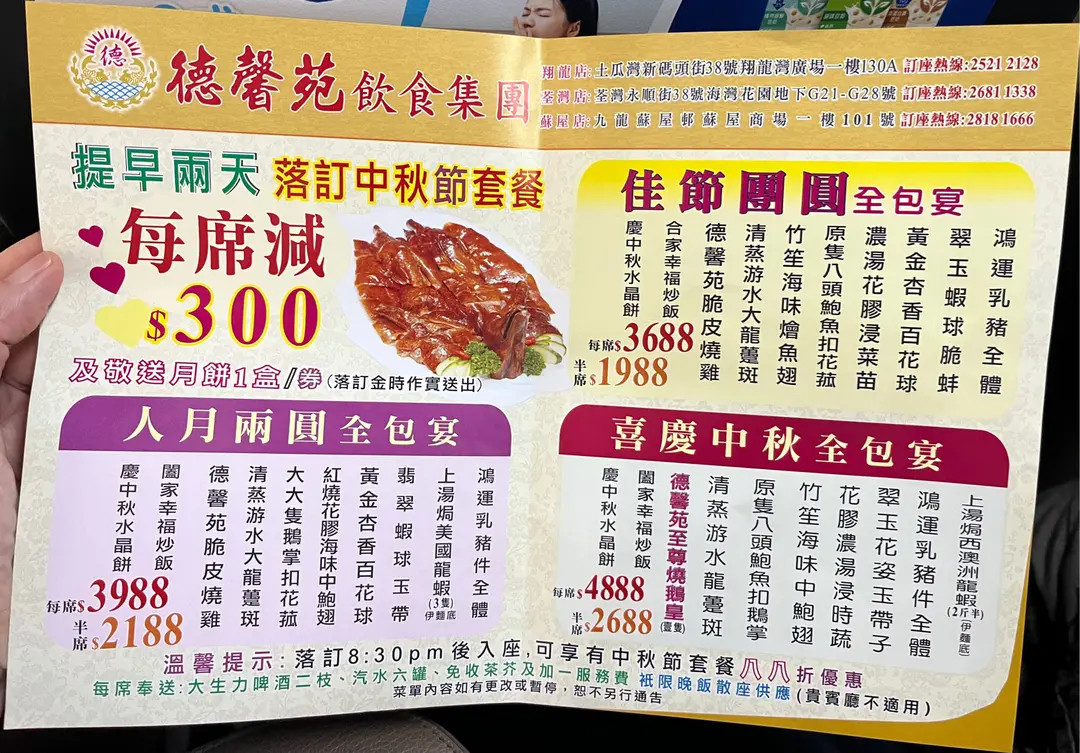 德
德馨苑飲食集團
翔龍店:土瓜灣新碼頭街38號翔龍灣廣場一樓130A 訂座熱線:2521 2128
荃灣店:荃灣永順街38號海灣花園地下G21-G28號 訂座熱線:2681 1338
蘇屋店:九龍蘇屋邨蘇屋商場一樓101號 訂座熱線:2818 1666
提早兩天 落訂中秋節套餐
每席減
$300
及敬送月餅1盒/券(落訂金時作實送出)
佳節團圓全包宴
鴻運乳豬全體
翠玉蝦球脆蚌
黃金杏香百花球
濃湯花膠浸菜苗
原隻八頭鮑魚扣花菰
竹笙海味燴魚翅
清蒸游水大龍躉斑
德馨苑脆皮燒雞
合家幸福炒飯
慶中秋水晶餅
每席$3688
半席$1988
人月兩圓全包宴
鴻運乳豬件全體
上湯焗美國龍蝦(3隻)伊麵底
翡翠蝦球玉帶
黃金杏香百花球
紅燒花膠海味中鮑翅
大大隻鵝掌扣花菰
清蒸游水大龍躉斑
德馨苑脆皮燒雞
闔家幸福炒飯
慶中秋水晶餅
每席$3988
半席$2188
喜慶中秋全包宴
上湯焗西澳洲龍蝦(2斤半)(伊麵底)
鴻運乳豬件全體
翠玉花姿玉帶子
花膠濃湯浸時蔬
竹笙海味中鮑翅
原隻八頭鮑魚扣鵝掌
清蒸游水龍躉斑
德馨苑至尊燒鵝皇(壹隻)
闔家幸福炒飯
慶中秋水晶餅
每席$4888
半席$2688
溫馨提示:落訂8:30pm後入座,可享有中秋節套餐八八折優惠
每席奉送:大生力啤酒二枝、汽水六罐、免收茶芥及加一服務費 祇限晚飯散座供應(貴賓廳不適用)
菜單內容如有更改或暫停，恕不另行通告